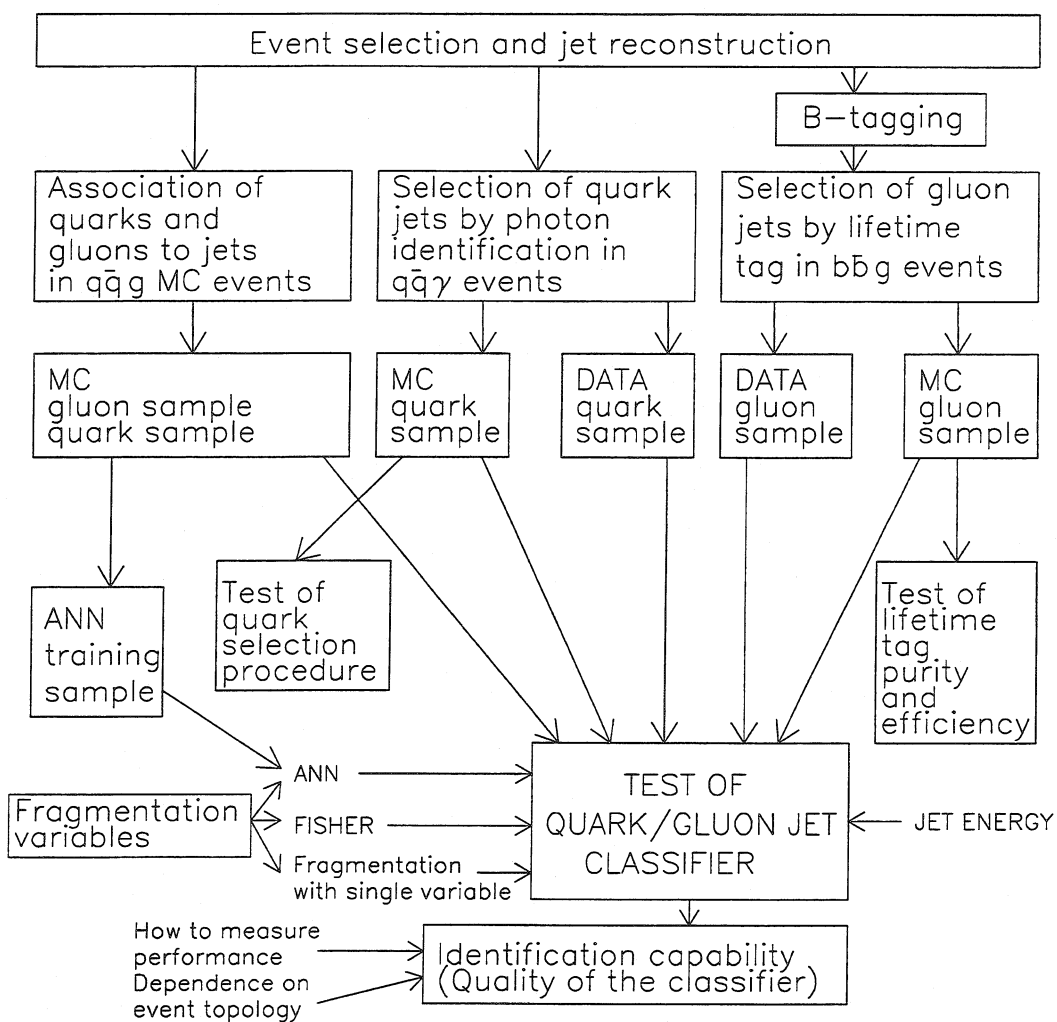 Event selection and jet reconstruction
B-tagging
Association of
quarks and
gluons to jets
in qq̄g MC events
Selection of quark
jets by photon
identification in
qq̄γ events
Selection of gluon
jets by lifetime
tag in bb̄g events
MC
gluon sample
quark sample
MC
quark
sample
DATA
quark
sample
DATA
gluon
sample
MC
gluon
sample
ANN
training
sample
Test of
quark
selection
procedure
Test of
lifetime
tag
purity
and
efficiency
Fragmentation
variables
ANN
FISHER
Fragmentation
with single variable
TEST OF
QUARK/GLUON JET
CLASSIFIER
JET ENERGY
How to measure
performance
Dependence on
event topology
Identification capability
(Quality of the classifier)